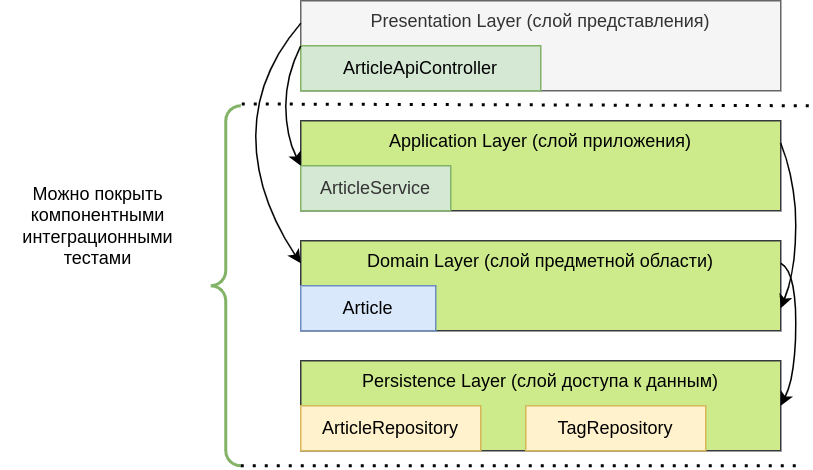 Presentation Layer (слой представления)
ArticleApiController
Application Layer (слой приложения)
ArticleService
Можно покрыть
компонентными
интеграционными
тестами
Domain Layer (слой предметной области)
Article
Persistence Layer (слой доступа к данным)
ArticleRepository
TagRepository